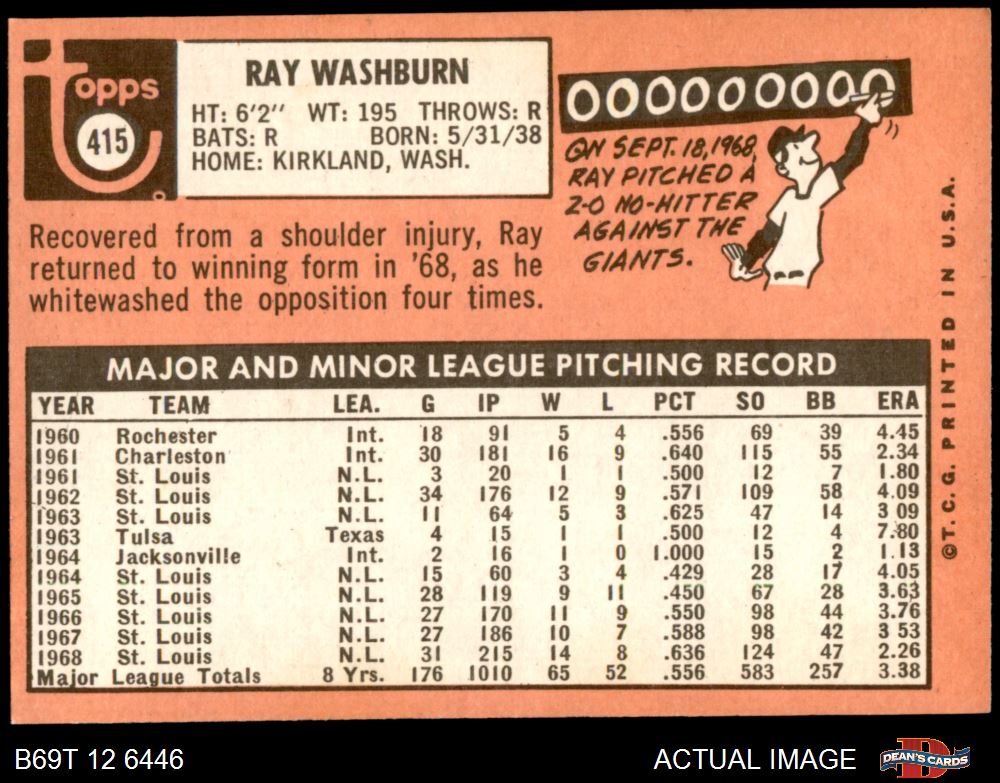 Topps
415
RAY WASHBURN
HT: 6'2" WT: 195 THROWS: R
BATS: R BORN: 5/31/38
HOME: KIRKLAND, WASH.
000000000
ON SEPT. 18, 1968,
RAY PITCHED A
2-0 NO-HITTER
AGAINST THE
GIANTS.
Recovered from a shoulder injury, Ray
returned to winning form in '68, as he
whitewashed the opposition four times.
MAJOR AND MINOR LEAGUE PITCHING RECORD
YEAR TEAM LEA. G IP W L PCT SO BB ERA
1960 Rochester Int. 18 91 5 4 .556 69 39 4.45
1961 Charleston Int. 30 181 16 9 .640 115 55 2.34
1961 St. Louis N.L. 3 20 1 1 .500 12 7 1.80
1962 St. Louis N.L. 34 176 12 9 .571 109 58 4.09
1963 St. Louis N.L. 11 64 5 3 .625 47 14 3 09
1963 Tulsa Texas 4 15 1 1 .500 12 4 7.80
1964 Jacksonville Int. 2 16 1 0 1.000 15 2 1.13
1964 St. Louis N.L. 15 60 3 4 .429 28 17 4.05
1965 St. Louis N.L. 28 119 9 11 .450 67 28 3.63
1966 St. Louis N.L. 27 170 11 9 .550 98 44 3.76
1967 St. Louis N.L. 27 186 10 7 .588 98 42 3 53
1968 St. Louis N.L. 31 215 14 8 .636 124 47 2.26
Major League Totals 8 Yrs. 176 1010 65 52 .556 583 257 3.38
©T. C. G. PRINTED IN U.S.A.
B69T 12 6446
ACTUAL IMAGE
DEAN'S CARDS